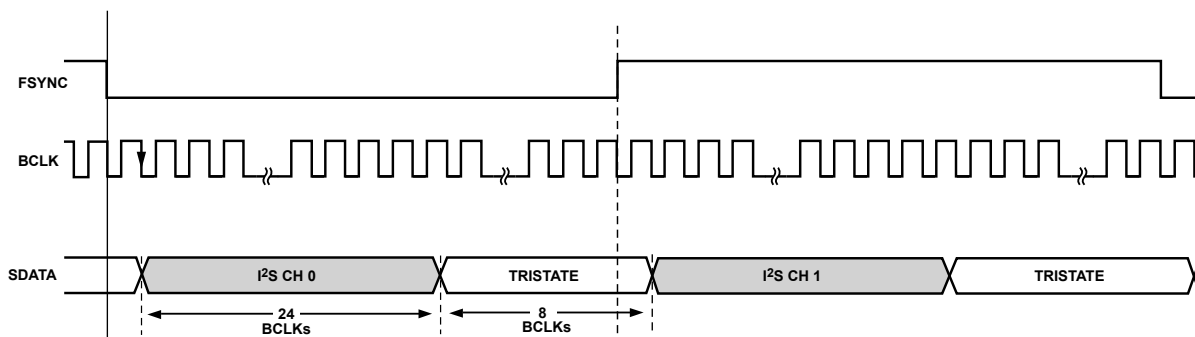 FSYNC
BCLK
SDATA
I²S CH 0
TRISTATE
I²S CH 1
TRISTATE
24
BCLKs
8
BCLKs